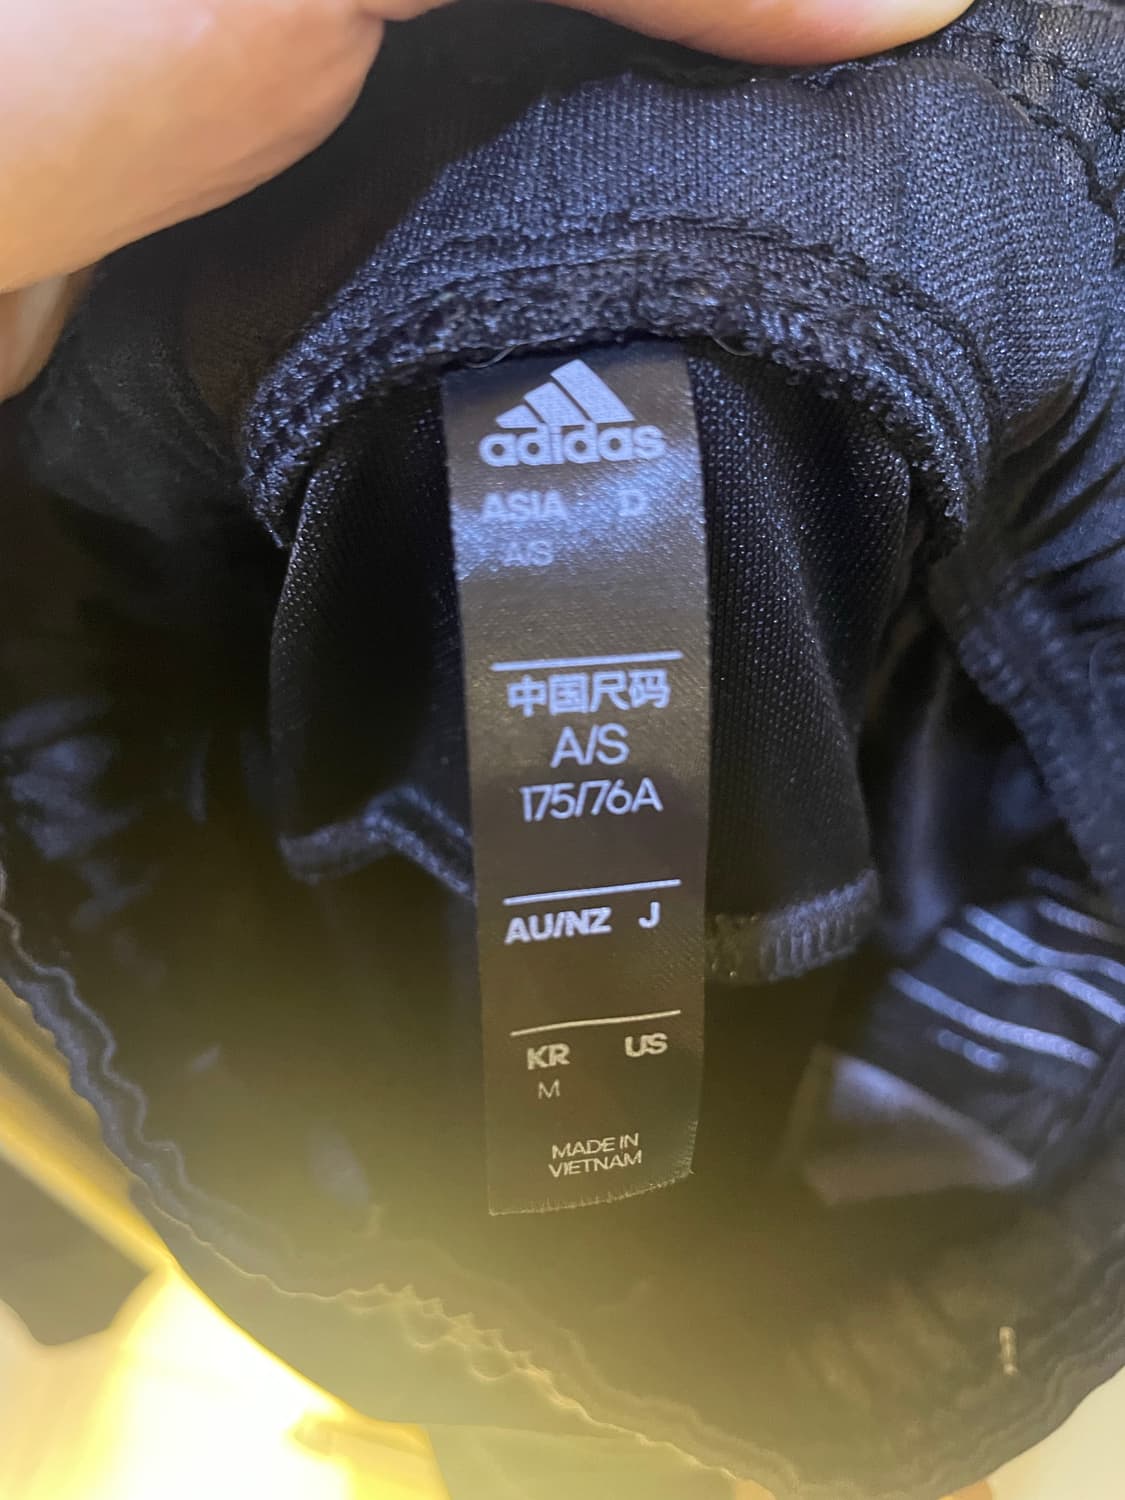 adidas
ASIA D
A/S
中国尺码
A/S
175/76A
AU/NZ J
KR US
M
MADE IN
VIETNAM